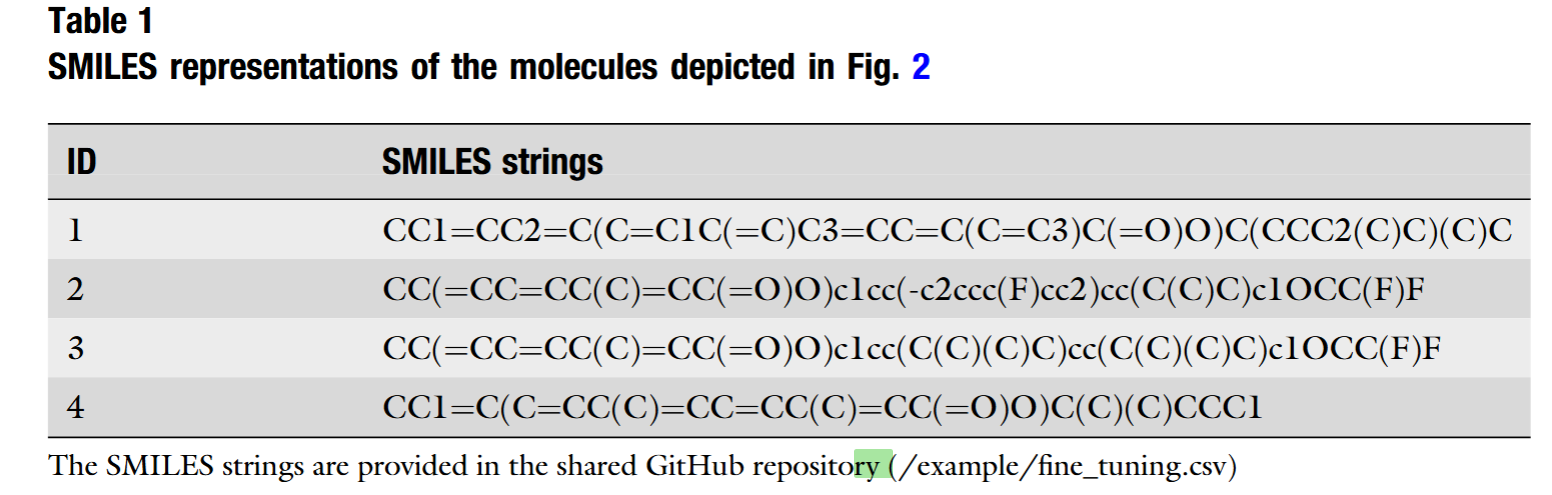 Table 1
SMILES representations of the molecules depicted in Fig. 2
ID SMILES strings
1 CC1=CC2=C(C=C1C(=C)C3=CC=C(C=C3)C(=O)O)C(CCC2(C)C)(C)C
2 CC(=CC=CC(C)=CC(=O)O)c1cc(-c2ccc(F)cc2)cc(C(C)C)c1OCC(F)F
3 CC(=CC=CC(C)=CC(=O)O)c1cc(C(C)(C)C)cc(C(C)(C)C)c1OCC(F)F
4 CC1=C(C=CC(C)=CC=CC(C)=CC(=O)O)C(C)(C)CCC1
The SMILES strings are provided in the shared GitHub repository (/example/fine_tuning.csv)